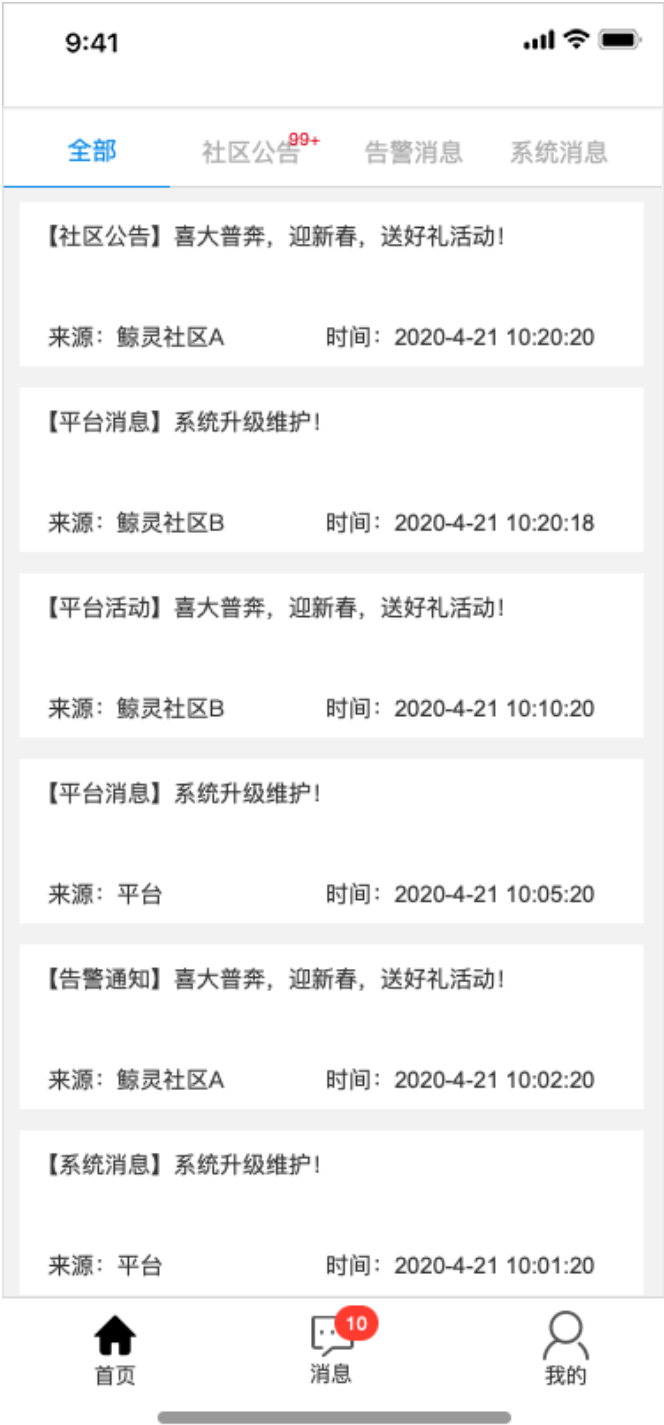 9:41
全部 社区公告 99+ 告警消息 系统消息
【社区公告】喜大普奔，迎新春，送好礼活动！
来源：鲸灵社区A 时间：2020-4-21 10:20:20
【平台消息】系统升级维护！
来源：鲸灵社区B 时间：2020-4-21 10:20:18
【平台活动】喜大普奔，迎新春，送好礼活动！
来源：鲸灵社区B 时间：2020-4-21 10:10:20
【平台消息】系统升级维护！
来源：平台 时间：2020-4-21 10:05:20
【告警通知】喜大普奔，迎新春，送好礼活动！
来源：鲸灵社区A 时间：2020-4-21 10:02:20
【系统消息】系统升级维护！
来源：平台 时间：2020-4-21 10:01:20
10
首页 消息 我的